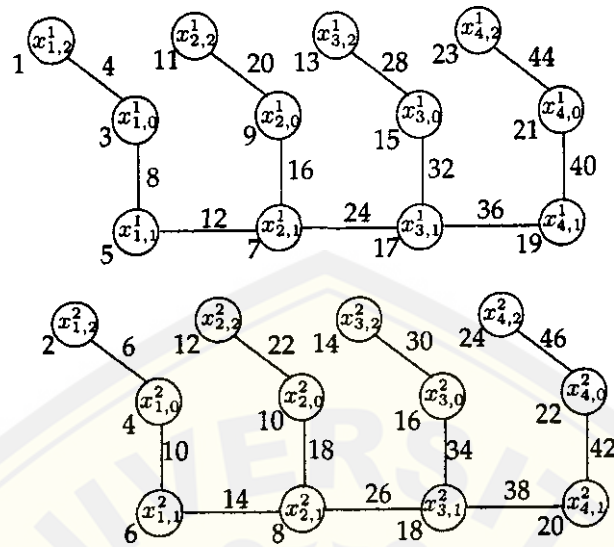 x^1_{1,2} x^1_{2,2} x^1_{3,2} x^1_{4,2}
1 11 13 23
4 20 28 44
x^1_{1,0} x^1_{2,0} x^1_{3,0} x^1_{4,0}
3 9 15 21
8 16 32 40
12 24 36
x^1_{1,1} x^1_{2,1} x^1_{3,1} x^1_{4,1}
5 7 17 19
x^2_{1,2} x^2_{2,2} x^2_{3,2} x^2_{4,2}
2 12 14 24
6 22 30 46
x^2_{1,0} x^2_{2,0} x^2_{3,0} x^2_{4,0}
4 10 16 22
10 18 34 42
14 26 38
x^2_{1,1} x^2_{2,1} x^2_{3,1} x^2_{4,1}
6 8 18 20
UNIVERSIT